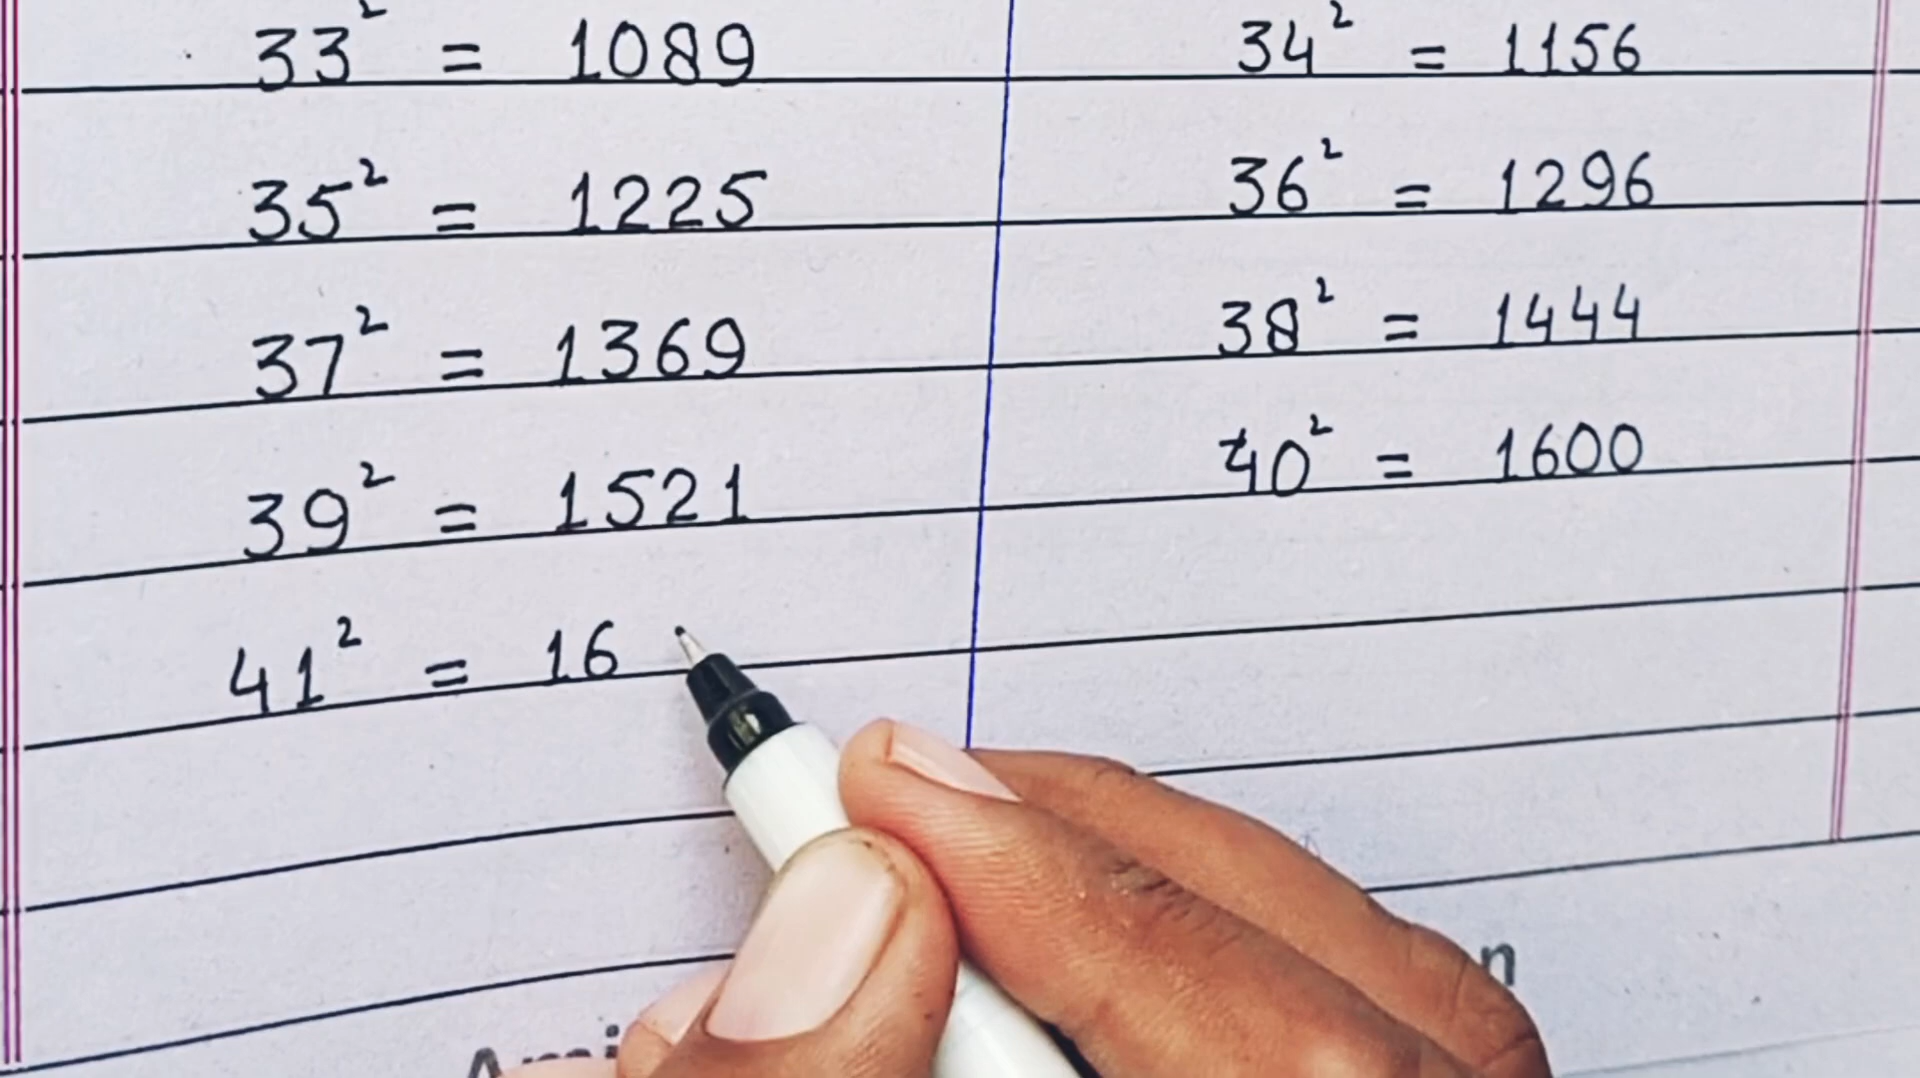 33² = 1089 34² = 1156
35² = 1225 36² = 1296
37² = 1369 38² = 1444
39² = 1521 40² = 1600
41² = 16